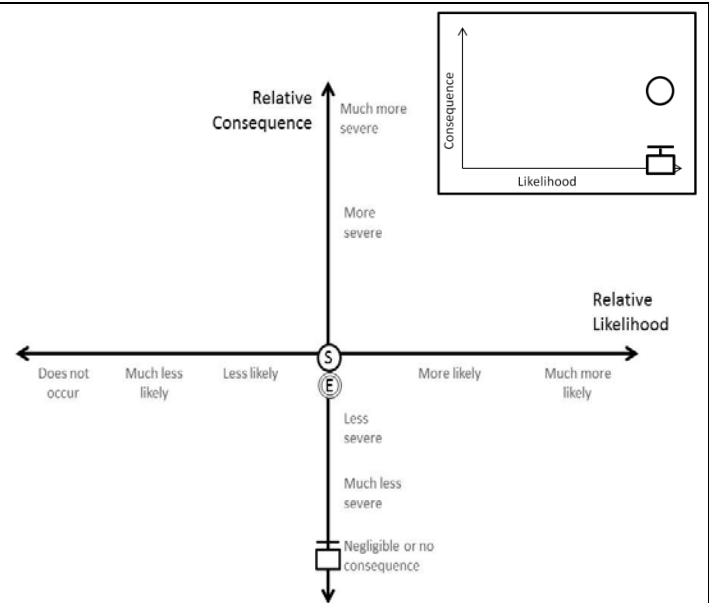 Relative
Consequence
Much more
severe
More
severe
Consequence
Likelihood
Relative
Likelihood
S
E
Does not
occur
Much less
likely
Less likely
More likely
Much more
likely
Less
severe
Much less
severe
Negligible or no
consequence